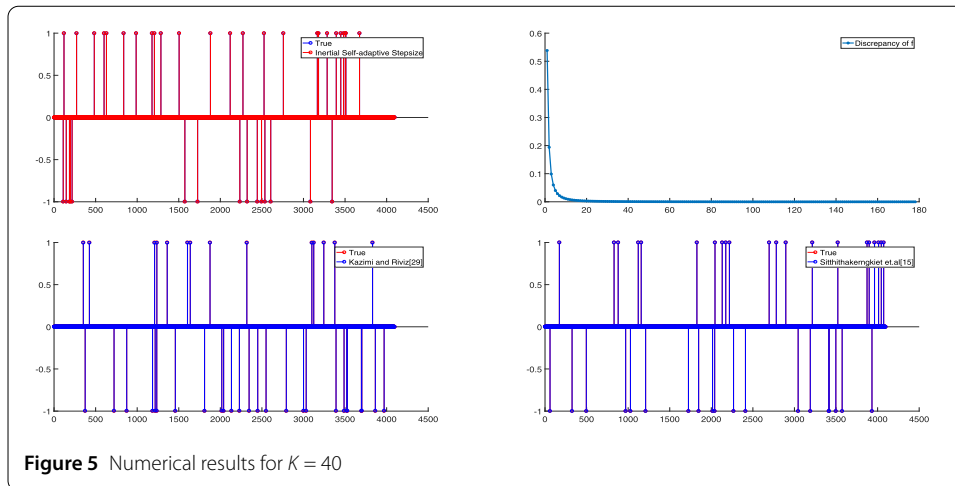 1
0.5
0
-0.5
-1
0 500 1000 1500 2000 2500 3000 3500 4000 4500
True
Inertial Self-adaptive Stepsize
0.6
0.5
0.4
0.3
0.2
0.1
0
0 20 40 60 80 100 120 140 160 180
Discrepancy of f
1
0.5
0
-0.5
-1
0 500 1000 1500 2000 2500 3000 3500 4000 4500
True
Kazimi and Riviz[29]
1
0.5
0
-0.5
-1
500 1000 1500 2000 2500 3000 3500 4000 4500
True
Sitthithakerngkiet et.al[15]
Figure 5 Numerical results for K = 40